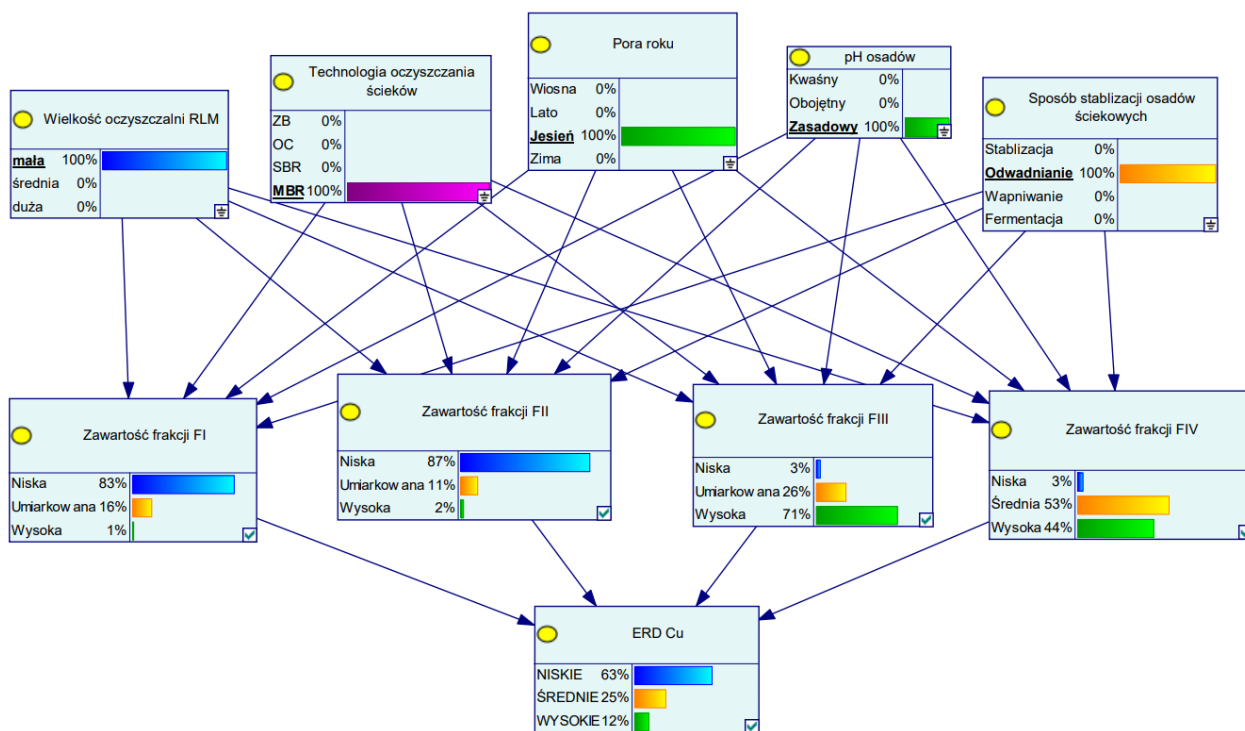 Wielkość oczyszczalni RLM
mała 100%
średnia 0%
duża 0%
Technologia oczyszczania
ścieków
ZB 0%
OC 0%
SBR 0%
MBR 100%
Pora roku
Wiosna 0%
Lato 0%
Jesień 100%
Zima 0%
pH osadów
Kwaśny 0%
Obojętny 0%
Zasadowy 100%
Sposób stablizacji osadów
ściekowych
Stablizacja 0%
Odwadnianie 100%
Wapniwanie 0%
Fermentacja 0%
Zawartość frakcji FI
Niska 83%
Umiarkow ana 16%
Wysoka 1%
Zawartość frakcji FII
Niska 87%
Umiarkow ana 11%
Wysoka 2%
Zawartość frakcji FIII
Niska 3%
Umiarkow ana 26%
Wysoka 71%
Zawartość frakcji FIV
Niska 3%
Średnia 53%
Wysoka 44%
ERD Cu
NISKIE 63%
ŚREDNIE 25%
WYSOKIE 12%